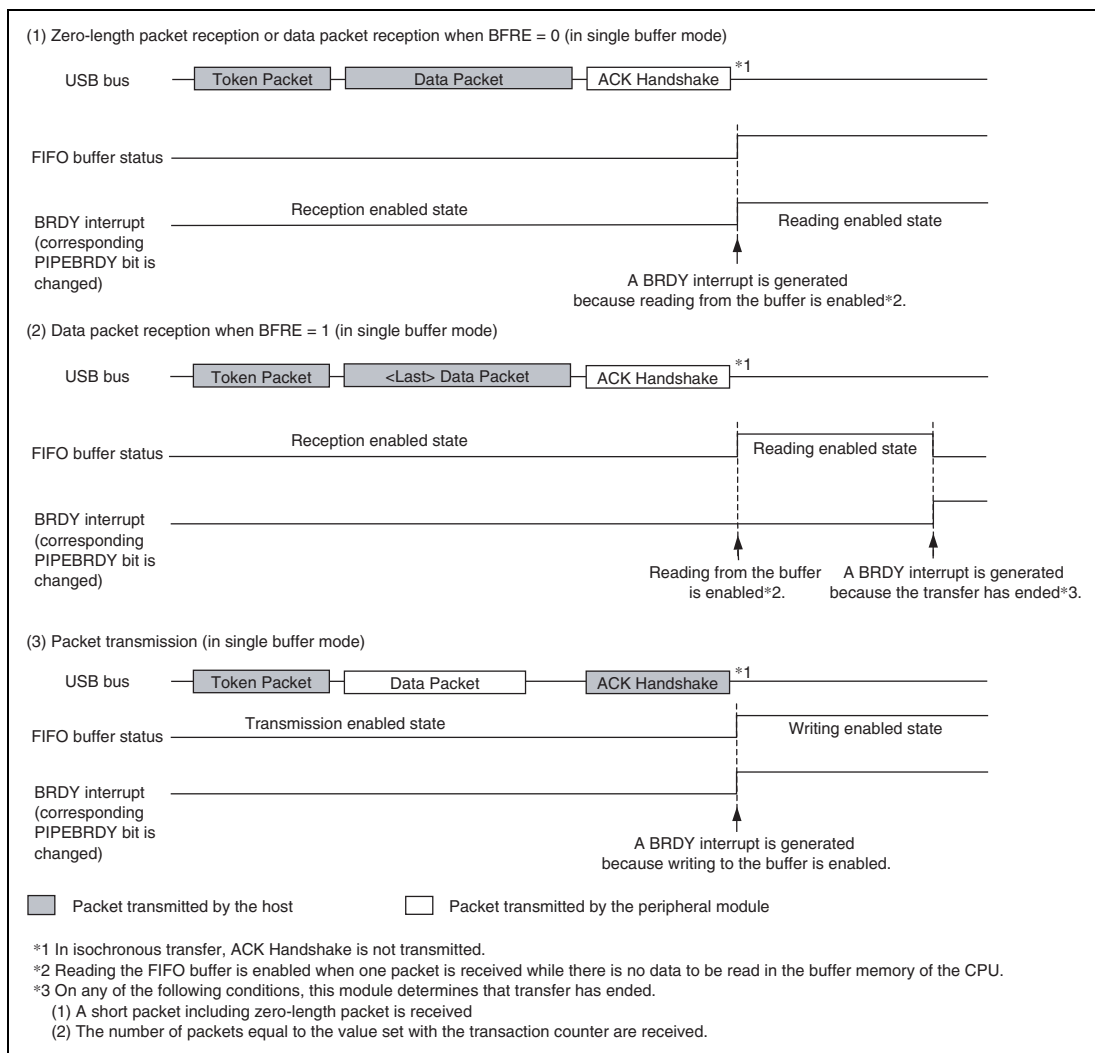 (1) Zero-length packet reception or data packet reception when BFRE = 0 (in single buffer mode)
USB bus
Token Packet
Data Packet
ACK Handshake
*1
FIFO buffer status
Reception enabled state
Reading enabled state
BRDY interrupt
(corresponding
PIPEBRDY bit is
changed)
A BRDY interrupt is generated
because reading from the buffer is enabled*2.
(2) Data packet reception when BFRE = 1 (in single buffer mode)
USB bus
Token Packet
<Last> Data Packet
ACK Handshake
*1
Reception enabled state
Reading enabled state
FIFO buffer status
BRDY interrupt
(corresponding
PIPEBRDY bit is
changed)
Reading from the buffer
is enabled*2.
A BRDY interrupt is generated
because the transfer has ended*3.
(3) Packet transmission (in single buffer mode)
USB bus
Token Packet
Data Packet
ACK Handshake
*1
Transmission enabled state
Writing enabled state
FIFO buffer status
BRDY interrupt
(corresponding
PIPEBRDY bit is
changed)
A BRDY interrupt is generated
because writing to the buffer is enabled.
Packet transmitted by the host
Packet transmitted by the peripheral module
*1 In isochronous transfer, ACK Handshake is not transmitted.
*2 Reading the FIFO buffer is enabled when one packet is received while there is no data to be read in the buffer memory of the CPU.
*3 On any of the following conditions, this module determines that transfer has ended.
(1) A short packet including zero-length packet is received
(2) The number of packets equal to the value set with the transaction counter are received.